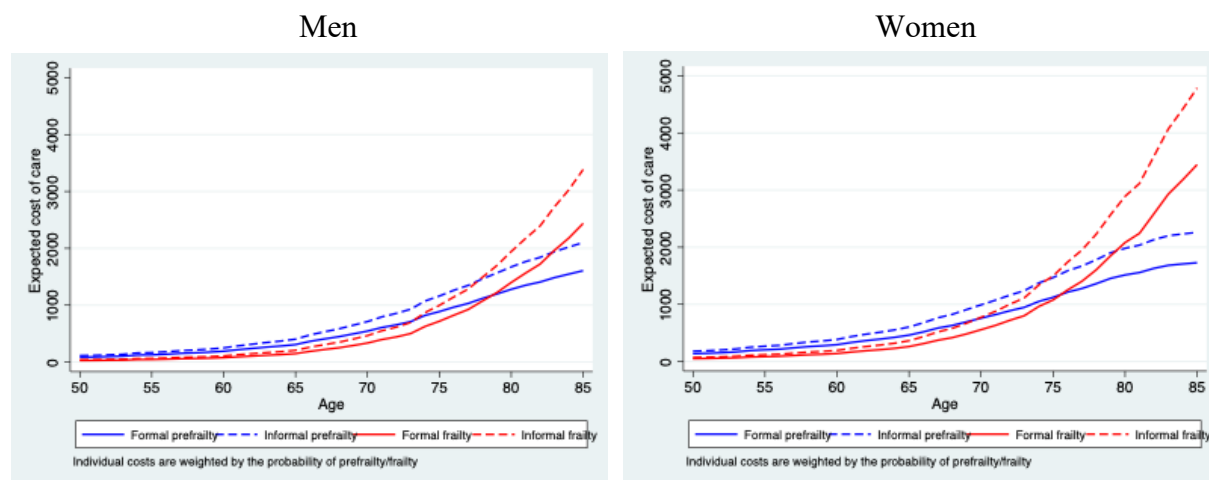 Men
Expected cost of care
5000
4000
3000
2000
1000
0
50 55 60 65 70 75 80 85
Age
Formal prefrailty Informal prefrailty Formal frailty Informal frailty
Individual costs are weighted by the probability of prefrailty/frailty
Women
Expected cost of care
5000
4000
3000
2000
1000
0
50 55 60 65 70 75 80 85
Age
Formal prefrailty Informal prefrailty Formal frailty Informal frailty
Individual costs are weighted by the probability of prefrailty/frailty